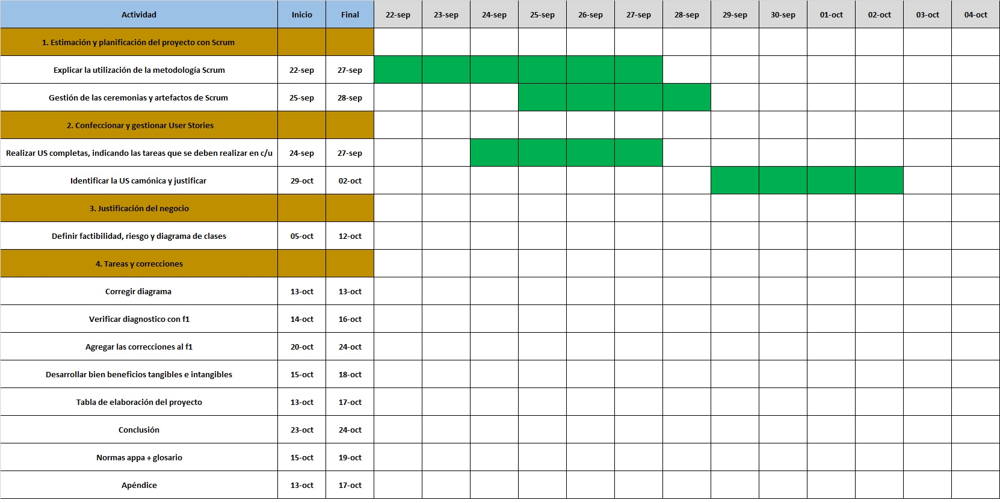 Actividad Inicio Final 22-sep 23-sep 24-sep 25-sep 26-sep 27-sep 28-sep 29-sep 30-sep 01-oct 02-oct 03-oct 04-oct
1. Estimación y planificación del proyecto con Scrum
Explicar la utilización de la metodología Scrum 22-sep 27-sep
Gestión de las ceremonias y artefactos de Scrum 25-sep 28-sep
2. Confeccionar y gestionar User Stories
Realizar US completas, indicando las tareas que se deben realizar en c/u 24-sep 27-sep
Identificar la US camónica y justificar 29-oct 02-oct
3. Justificación del negocio
Definir factibilidad, riesgo y diagrama de clases 05-oct 12-oct
4. Tareas y correcciones
Corregir diagrama 13-oct 13-oct
Verificar diagnostico con f1 14-oct 16-oct
Agregar las correcciones al f1 20-oct 24-oct
Desarrollar bien beneficios tangibles e intangibles 15-oct 18-oct
Tabla de elaboración del proyecto 13-oct 17-oct
Conclusión 23-oct 24-oct
Normas appa + glosario 15-oct 19-oct
Apéndice 13-oct 17-oct